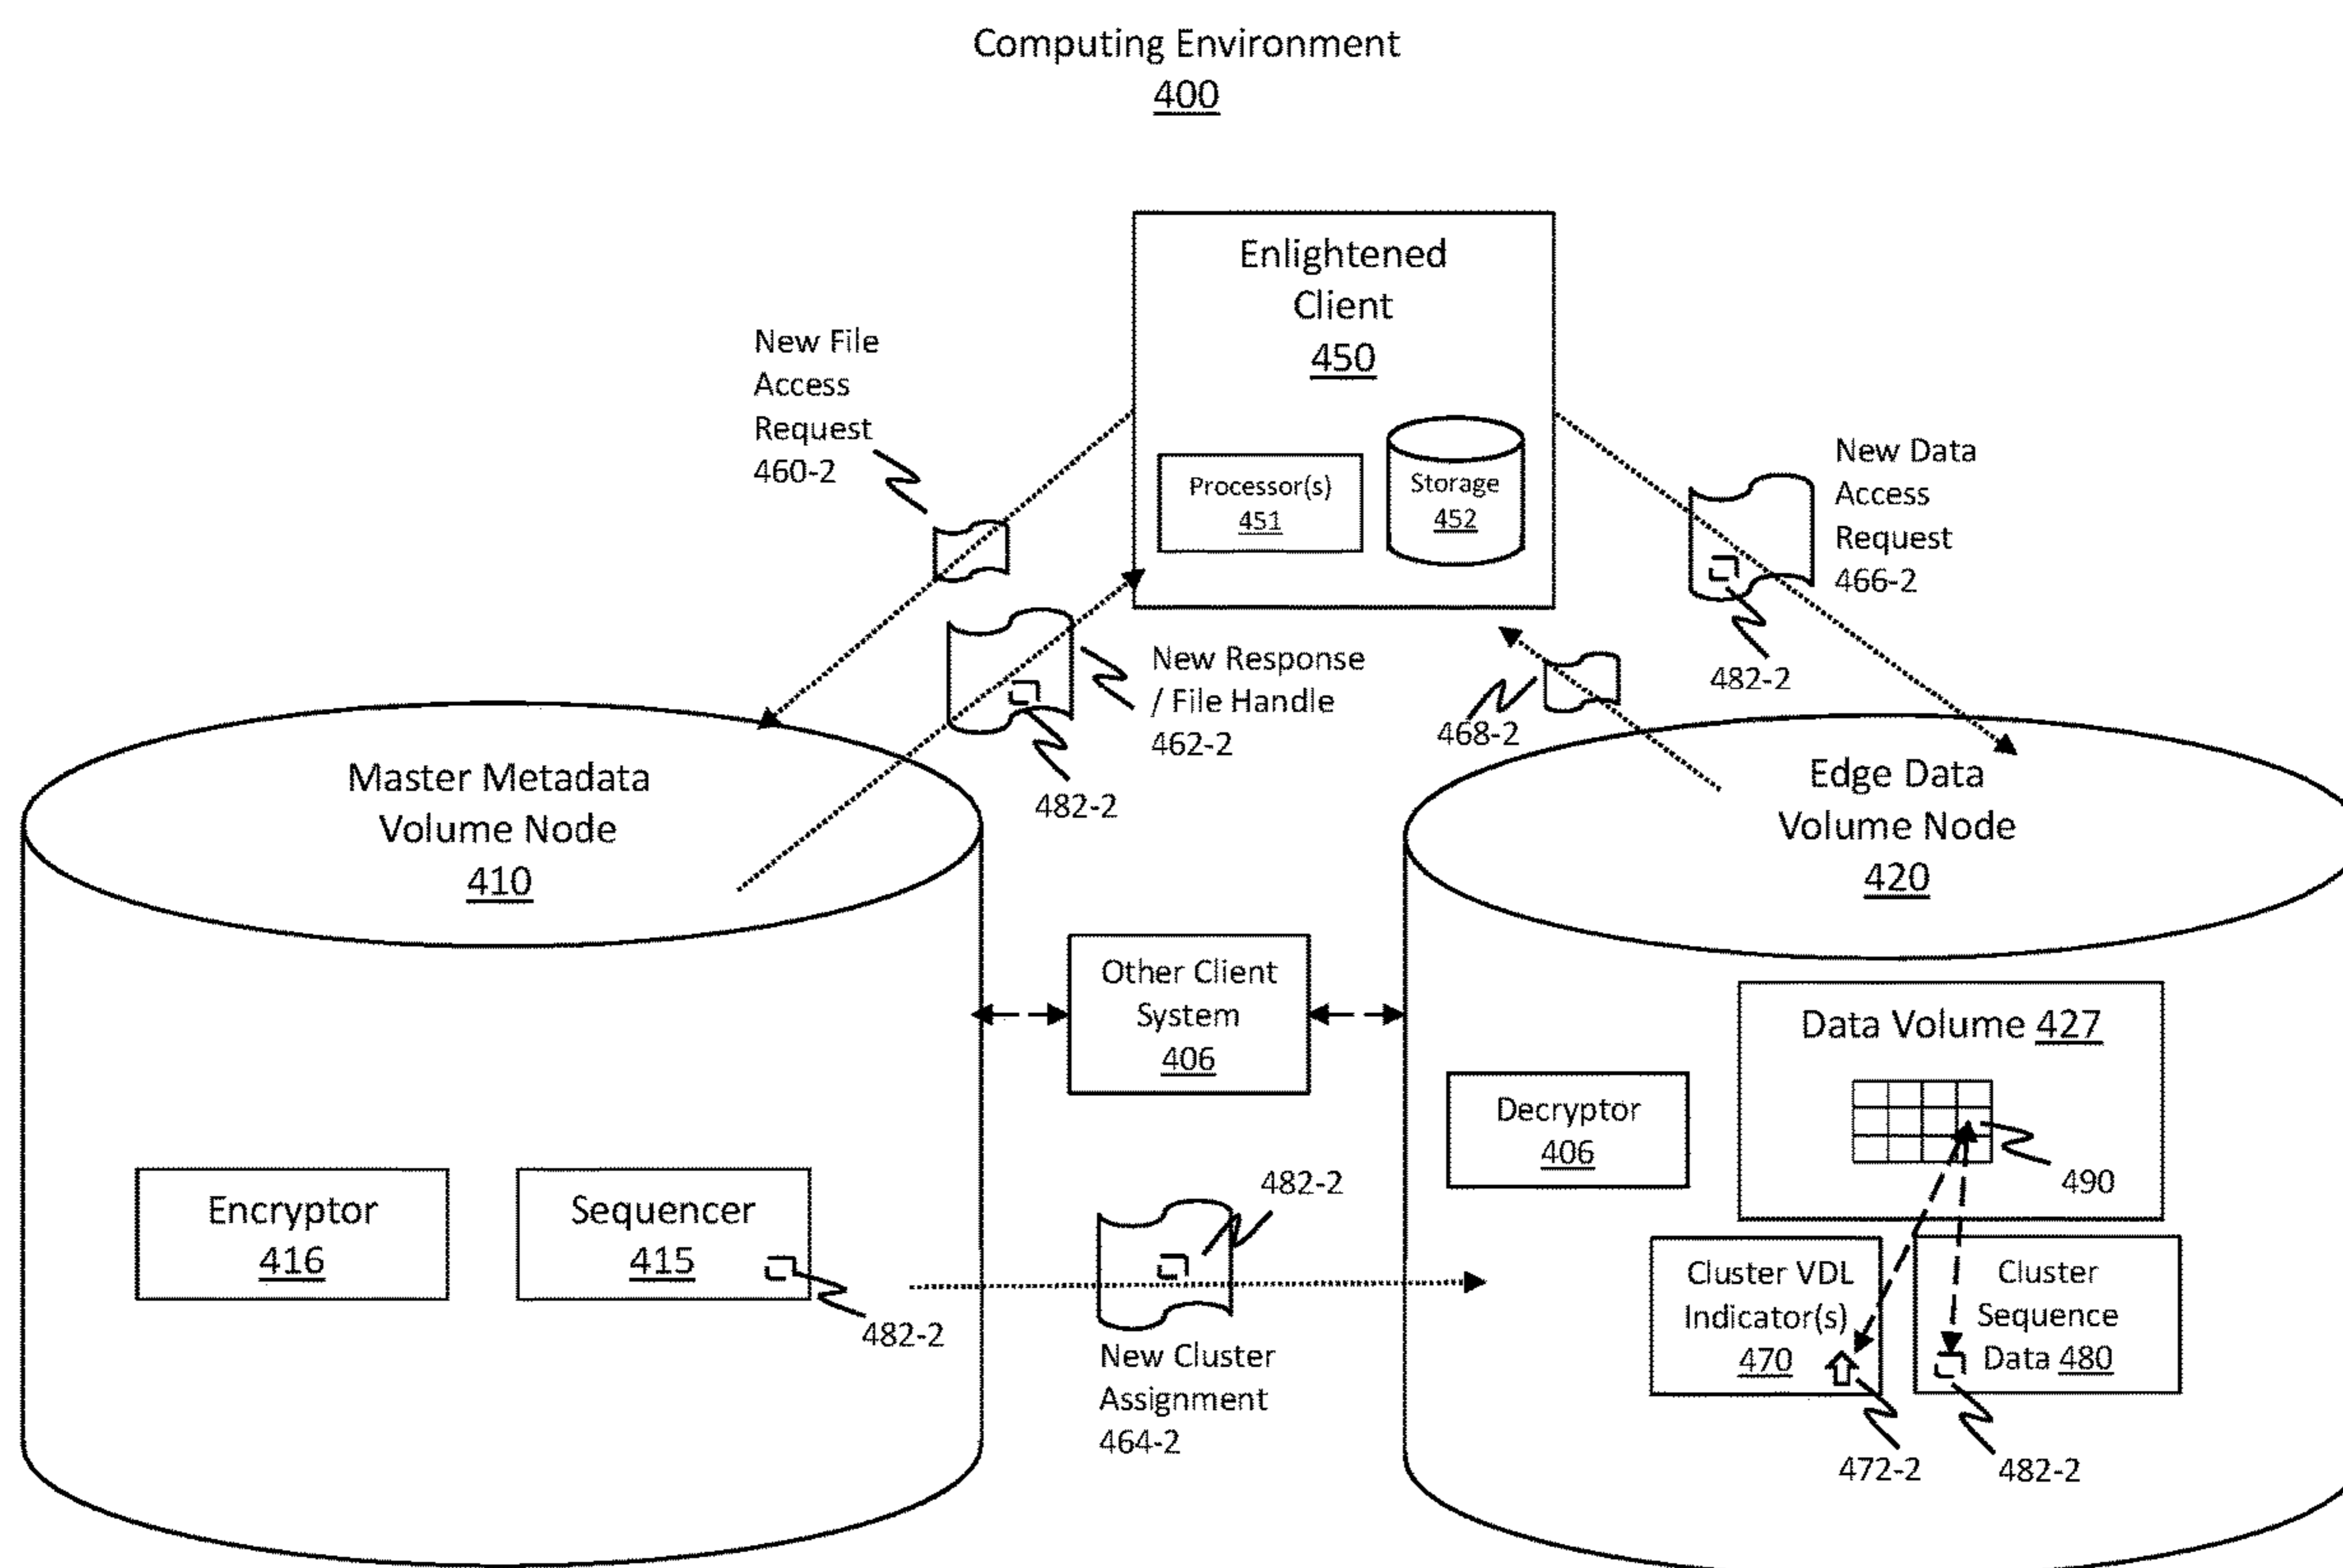 Computing Environment
400
Enlightened
Client
450
Processor(s)
451
Storage
452
New File
Access
Request
460-2
New Data
Access
Request
466-2
482-2
New Response
/ File Handle
462-2
482-2
468-2
Master Metadata
Volume Node
410
Edge Data
Volume Node
420
Other Client
System
406
Data Volume 427
490
Decryptor
406
Encryptor
416
Sequencer
415
482-2
482-2
New Cluster
Assignment
464-2
Cluster VDL
Indicator(s)
470
472-2
Cluster
Sequence
Data 480
482-2